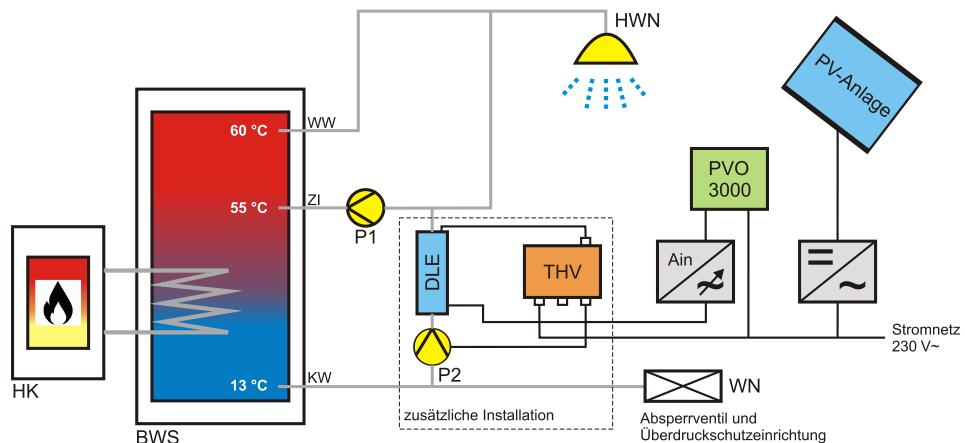 HWN
PV-Anlage
60 °C
WW
PVO
3000
55 °C
ZI
P1
DLE
THV
Ain
Stromnetz
230 V~
P2
13 °C
KW
WN
HK
zusätzliche Installation
Absperrventil und
Überdruckschutzeinrichtung
BWS